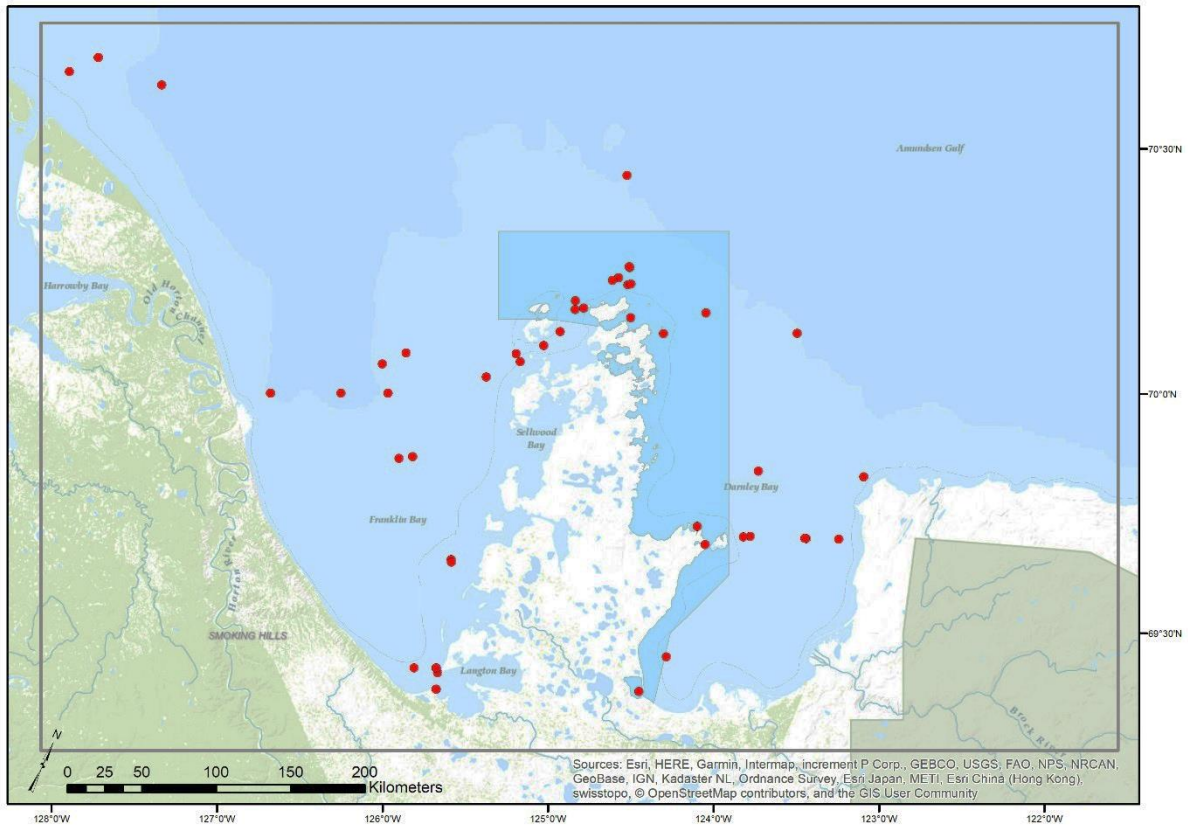 Amundsen Gulf
70°30'N
Harrowby Bay
Old Horton Channel
70°0'N
Sellwood
Bay
Darnley Bay
Franklin Bay
Horton River
SMOKING HILLS
69°30'N
Langton Bay
Brock River
N
0 25 50 100 150 200
Kilometers
Sources: Esri, HERE, Garmin, Intermap, increment P Corp., GEBCO, USGS, FAO, NPS, NRCAN,
GeoBase, IGN, Kadaster NL, Ordnance Survey, Esri Japan, METI, Esri China (Hong Kong),
swisstopo, © OpenStreetMap contributors, and the GIS User Community
128°0'W 127°0'W 126°0'W 125°0'W 124°0'W 123°0'W 122°0'W